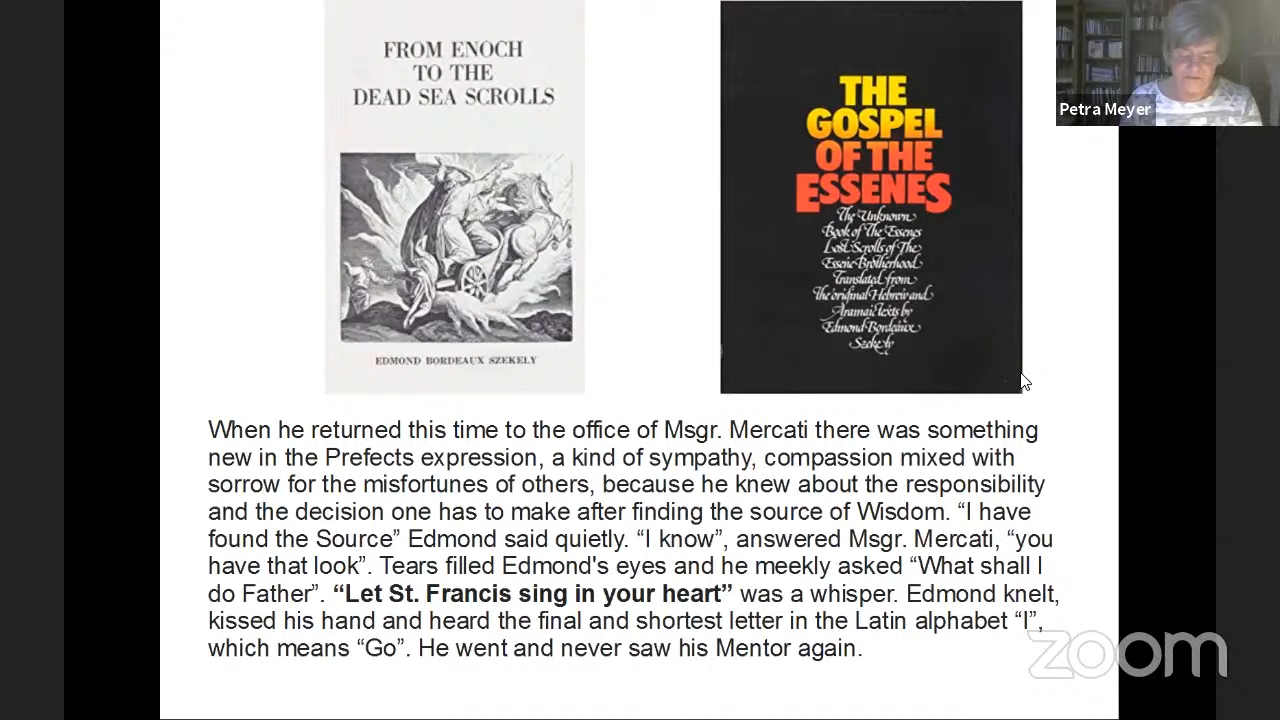 FROM ENOCH
TO THE
DEAD SEA SCROLLS
EDMOND BORDEAUX SZEKELY
THE
GOSPEL
OF THE
ESSENES
The Unknown
Book of The Essenes
Lost Scrolls of The
Essene Brotherhood
Translated from
The original Hebrew and
Aramaic Texts by
Edmond Bordeaux
Szekely
Petra Meyer
When he returned this time to the office of Msgr. Mercati there was something
new in the Prefects expression, a kind of sympathy, compassion mixed with
sorrow for the misfortunes of others, because he knew about the responsibility
and the decision one has to make after finding the source of Wisdom. “I have
found the Source” Edmond said quietly. “I know”, answered Msgr. Mercati, “you
have that look”. Tears filled Edmond's eyes and he meekly asked “What shall I
do Father”. “Let St. Francis sing in your heart” was a whisper. Edmond knelt,
kissed his hand and heard the final and shortest letter in the Latin alphabet “I”,
which means “Go”. He went and never saw his Mentor again.
zoom